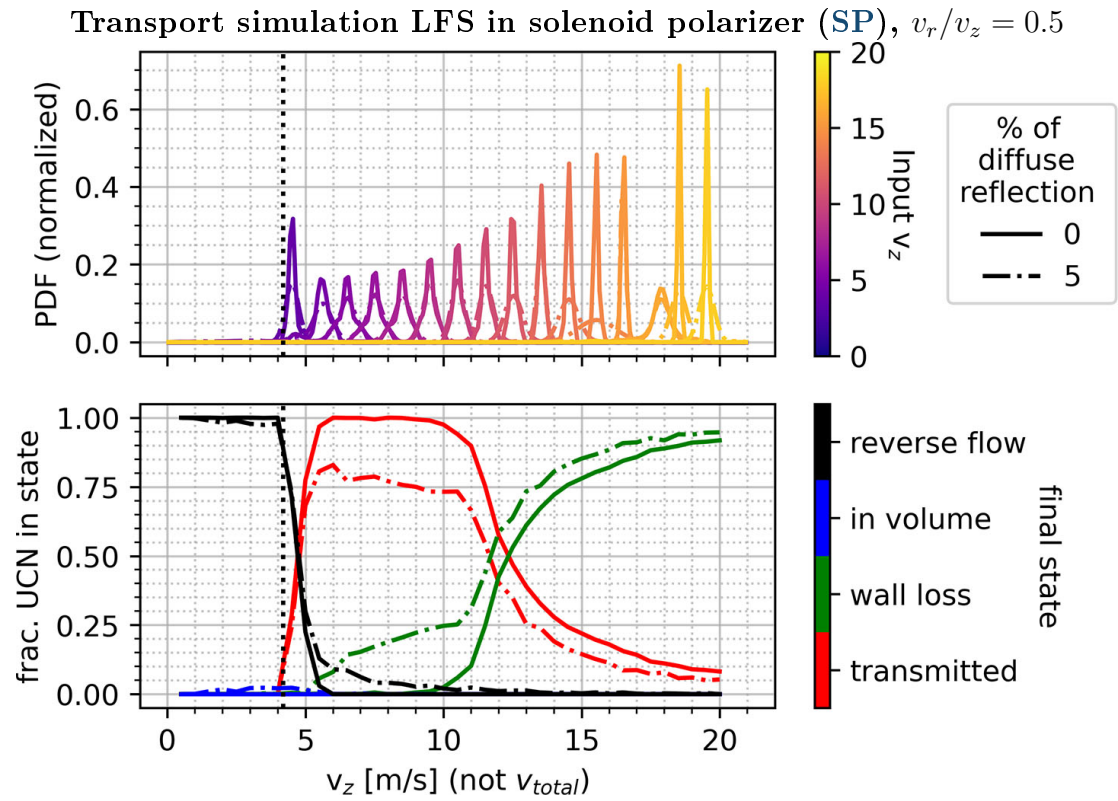 Transport simulation LFS in solenoid polarizer (SP), v_r/v_z = 0.5
PDF (normalized)
0.6
0.4
0.2
0.0
20
15
10
5
0
Input v_z
% of
diffuse
reflection
0
5
frac. UCN in state
1.00
0.75
0.50
0.25
0.00
0
5
10
15
20
v_z [m/s] (not v_total)
reverse flow
in volume
wall loss
transmitted
final state